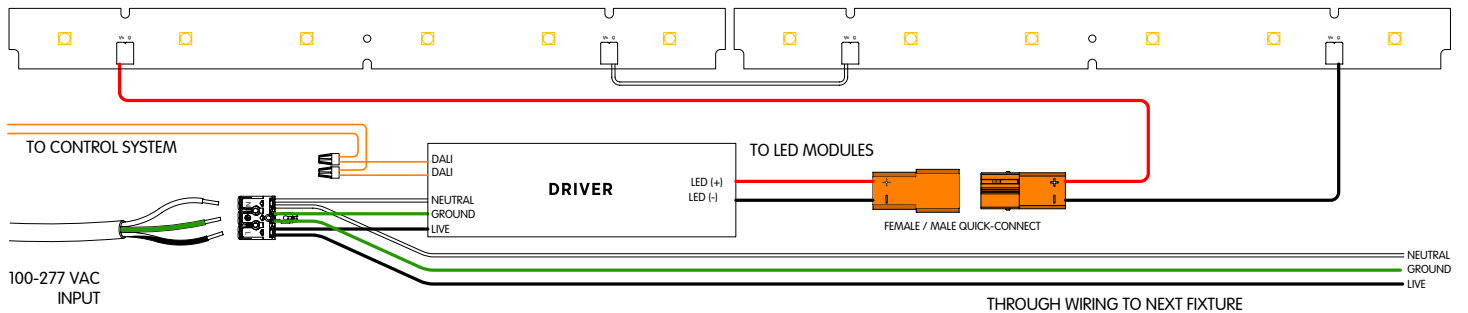 TO CONTROL SYSTEM
DALI
DALI
NEUTRAL
GROUND
LIVE
DRIVER
LED (+)
LED (-)
TO LED MODULES
+
FEMALE / MALE QUICK-CONNECT
100-277 VAC
INPUT
NEUTRAL
GROUND
LIVE
THROUGH WIRING TO NEXT FIXTURE